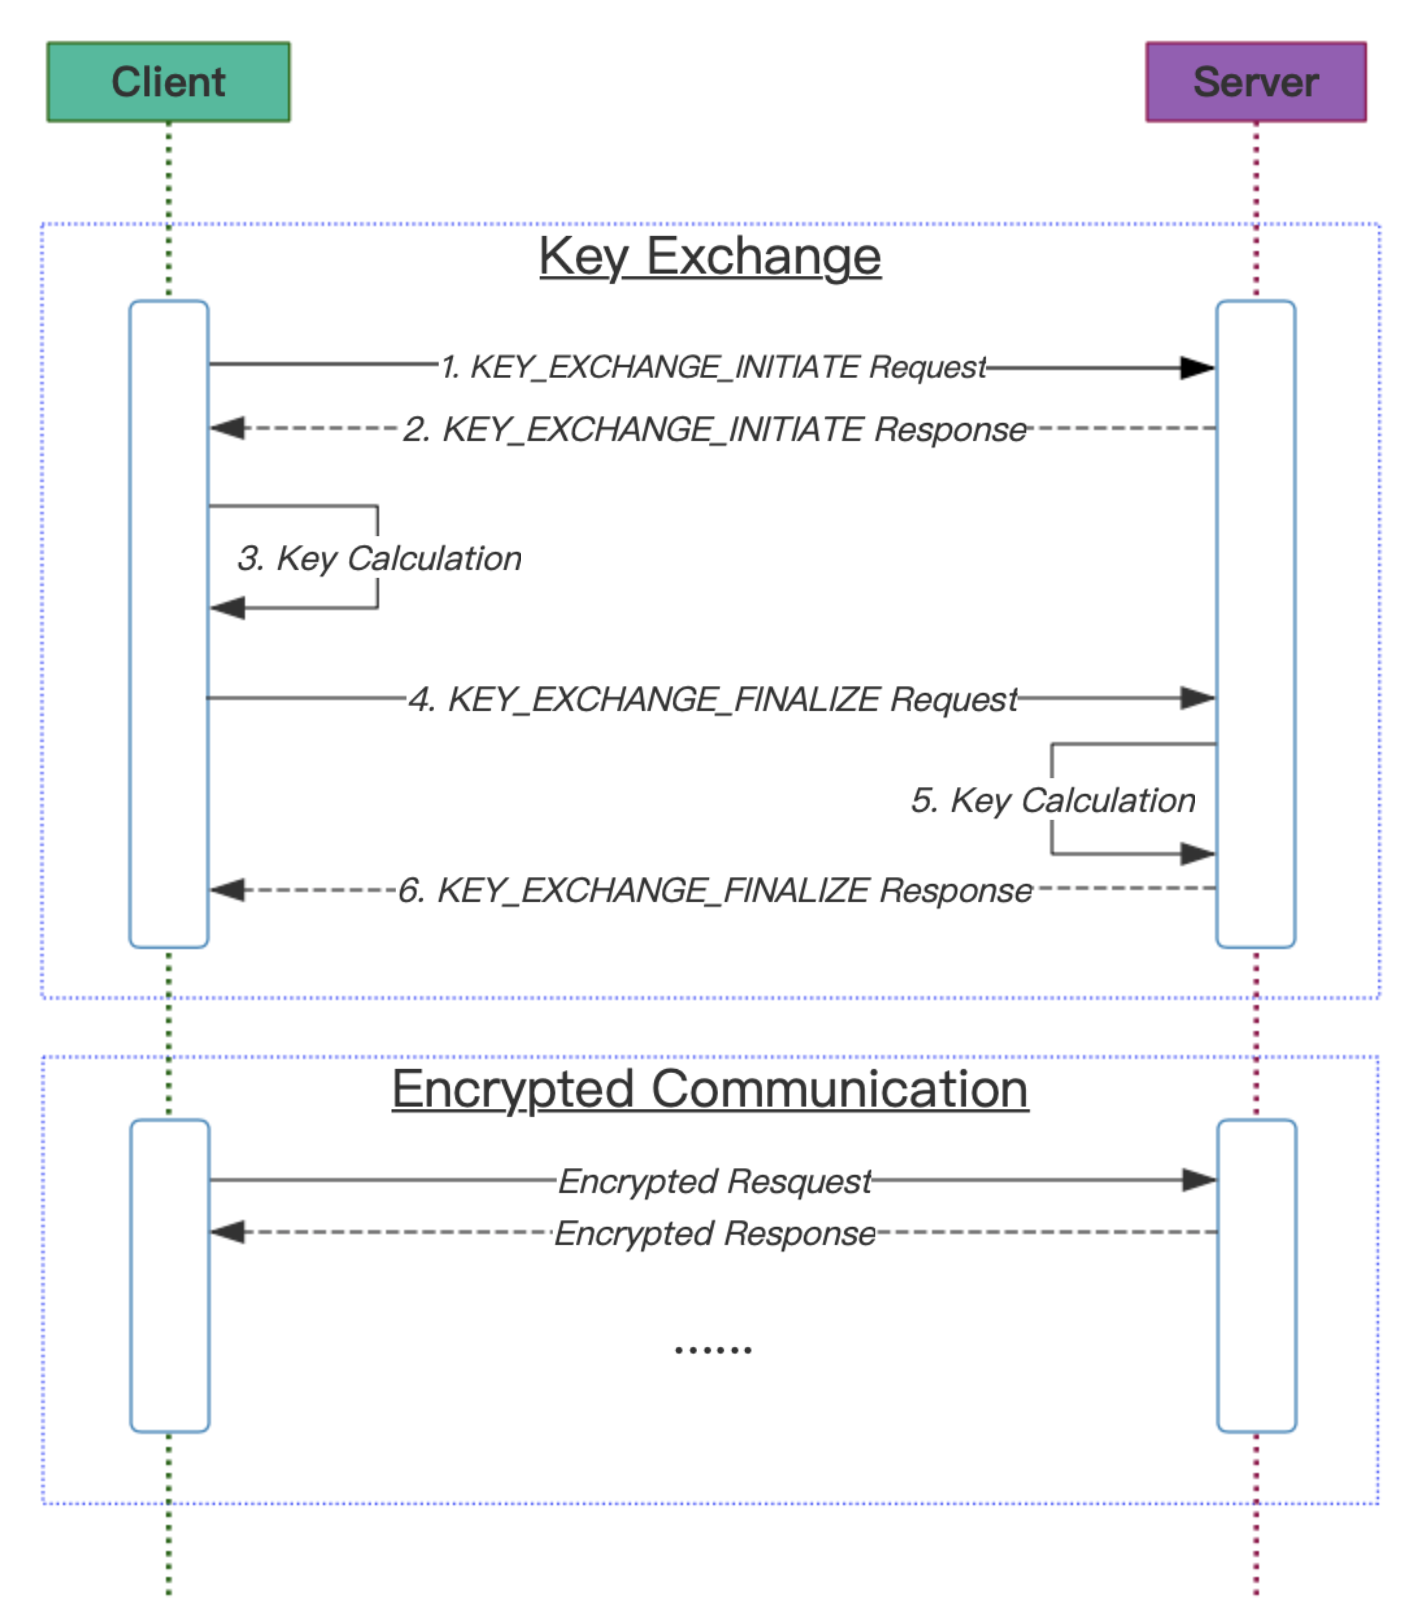 Client
Server
Key Exchange
1. KEY_EXCHANGE_INITIATE Request
2. KEY_EXCHANGE_INITIATE Response
3. Key Calculation
4. KEY_EXCHANGE_FINALIZE Request
5. Key Calculation
6. KEY_EXCHANGE_FINALIZE Response
Encrypted Communication
Encrypted Resquest
Encrypted Response
......